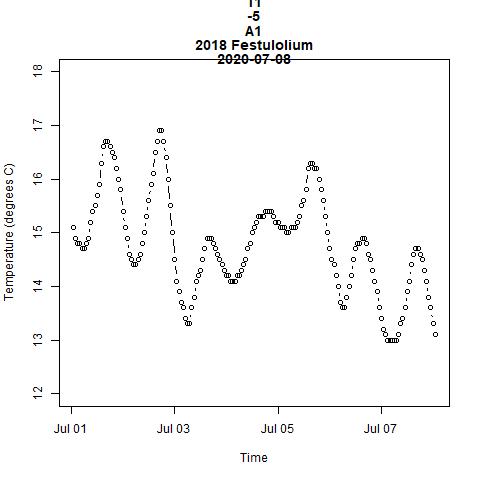 T1
-5
A1
2018 Festulolium
2020-07-08
18
17
16
15
14
13
12
Temperature (degrees C)
Jul 01 Jul 03 Jul 05 Jul 07
Time